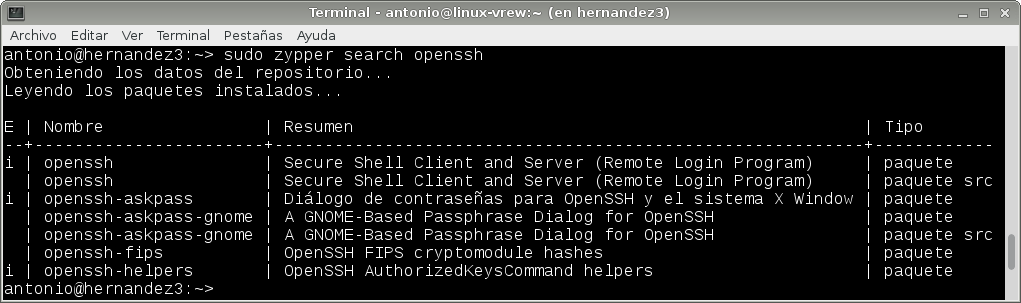 Terminal - antonio@linux-vrew:~ (en hernandez3)
Archivo Editar Ver Terminal Pestañas Ayuda
antonio@hernandez3:~> sudo zypper search openssh
Obteniendo los datos del repositorio...
Leyendo los paquetes instalados...

E | Nombre                | Resumen                                                   | Tipo
--+-----------------------+-----------------------------------------------------------+------------
i | openssh               | Secure Shell Client and Server (Remote Login Program)     | paquete
  | openssh               | Secure Shell Client and Server (Remote Login Program)     | paquete src
i | openssh-askpass       | Diálogo de contraseñas para OpenSSH y el sistema X Window | paquete
  | openssh-askpass-gnome | A GNOME-Based Passphrase Dialog for OpenSSH               | paquete
  | openssh-askpass-gnome | A GNOME-Based Passphrase Dialog for OpenSSH               | paquete src
  | openssh-fips          | OpenSSH FIPS cryptomodule hashes                          | paquete
i | openssh-helpers       | OpenSSH AuthorizedKeysCommand helpers                     | paquete
antonio@hernandez3:~>